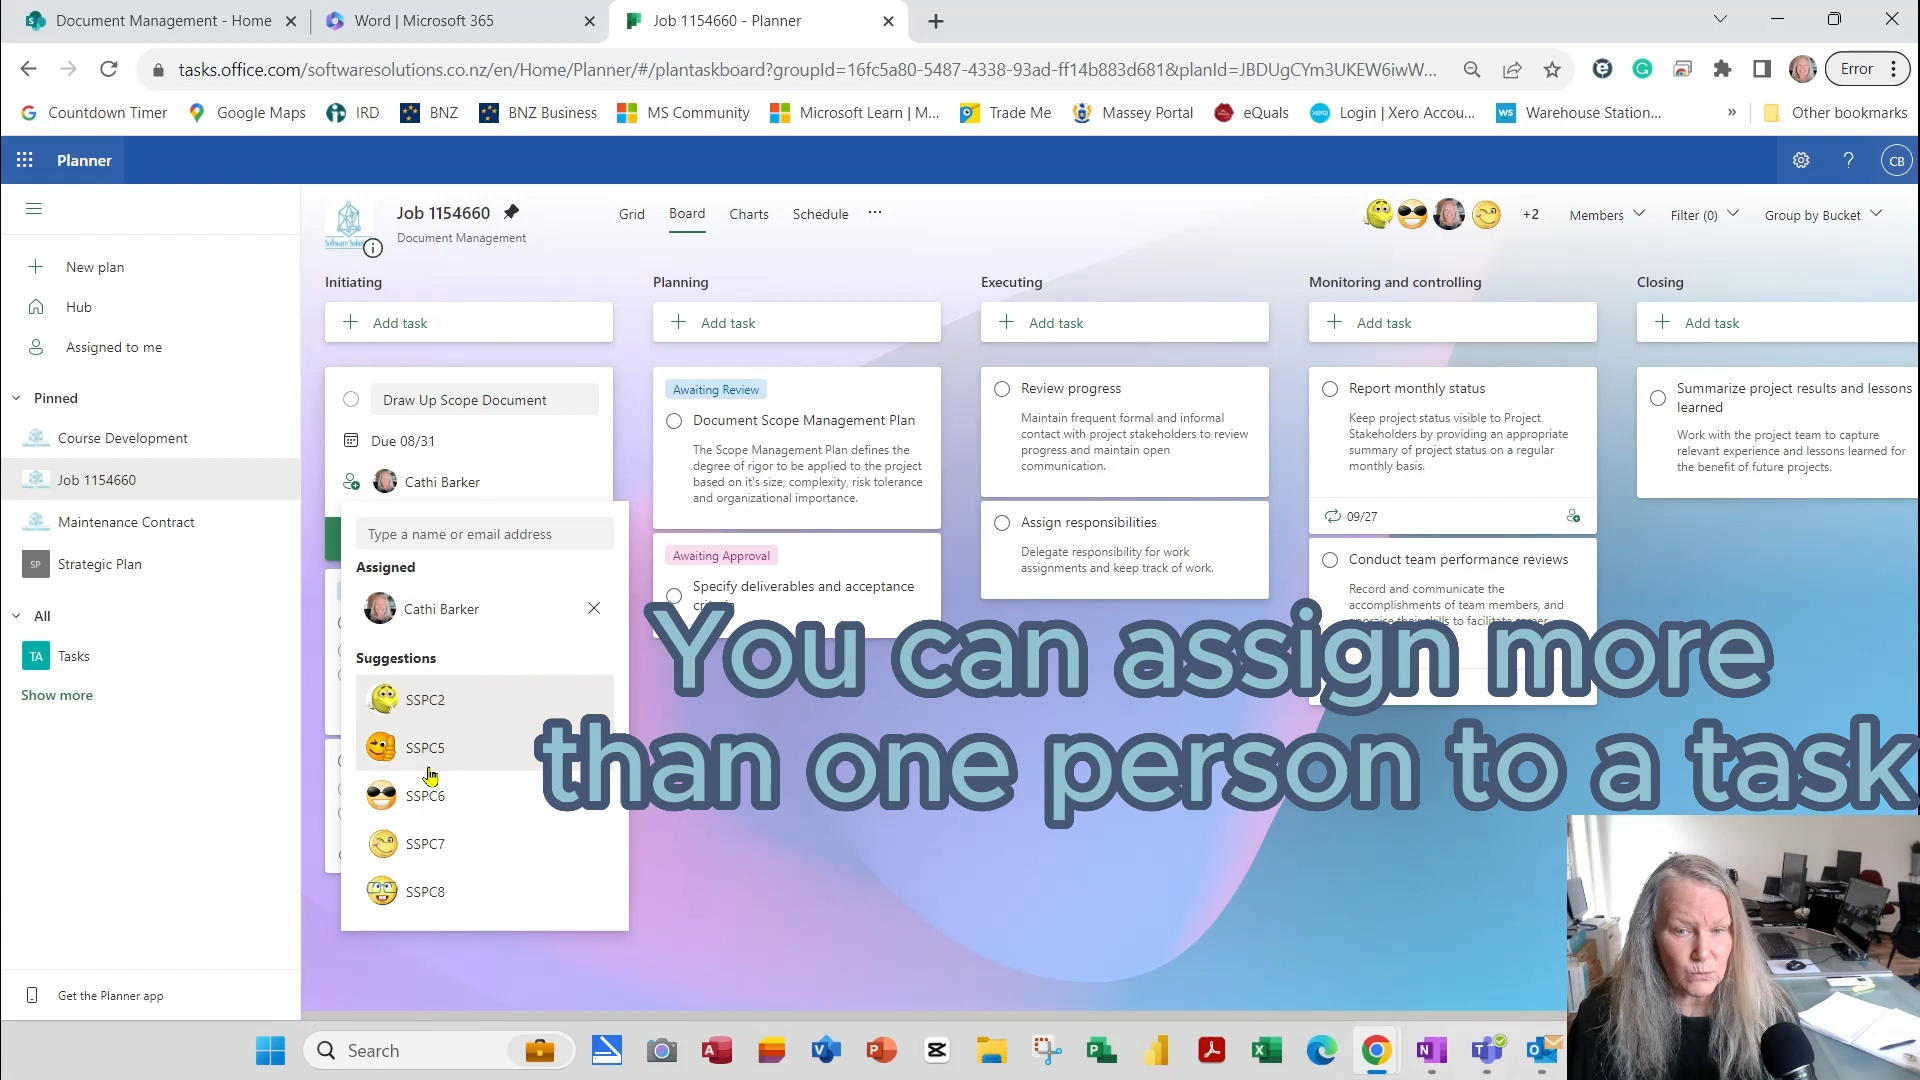 Document Management - Home
Word | Microsoft 365
Job 1154660 - Planner
tasks.office.com/softwaresolutions.co.nz/en/Home/Planner/#/plantaskboard?groupId=16fc5a80-5487-4338-93ad-ff14b883d681&planId=JBDUgCYm3UKEW6iwW...
Error
Countdown Timer
Google Maps
IRD
BNZ
BNZ Business
MS Community
Microsoft Learn | M...
Trade Me
Massey Portal
eQuals
Login | Xero Accou...
Warehouse Station...
»
Other bookmarks
Planner
?
CB
New plan
Hub
Assigned to me
Pinned
Course Development
Job 1154660
Maintenance Contract
SP
Strategic Plan
All
TA
Tasks
Show more
Get the Planner app
Job 1154660
Document Management
Grid
Board
Charts
Schedule
...
+2
Members
Filter (0)
Group by Bucket
Initiating
Add task
Draw Up Scope Document
Due 08/31
Cathi Barker
Type a name or email address
Assigned
Cathi Barker
Suggestions
SSPC2
SSPC5
SSPC6
SSPC7
SSPC8
Planning
Add task
Awaiting Review
Document Scope Management Plan
The Scope Management Plan defines the
degree of rigor to be applied to the project
based on it's size, complexity, risk tolerance
and organizational importance.
Awaiting Approval
Specify deliverables and acceptance
Executing
Add task
Review progress
Maintain frequent formal and informal
contact with project stakeholders to review
progress and maintain open
communication.
Assign responsibilities
Delegate responsibility for work
assignments and keep track of work.
Monitoring and controlling
Add task
Report monthly status
Keep project status visible to Project
Stakeholders by providing an appropriate
summary of project status on a regular
monthly basis.
09/27
Conduct team performance reviews
Record and communicate the
accomplishments of team members, and
Closing
Add task
Summarize project results and lessons
learned
Work with the project team to capture
relevant experience and lessons learned for
the benefit of future projects.
You can assign more
than one person to a task
Search